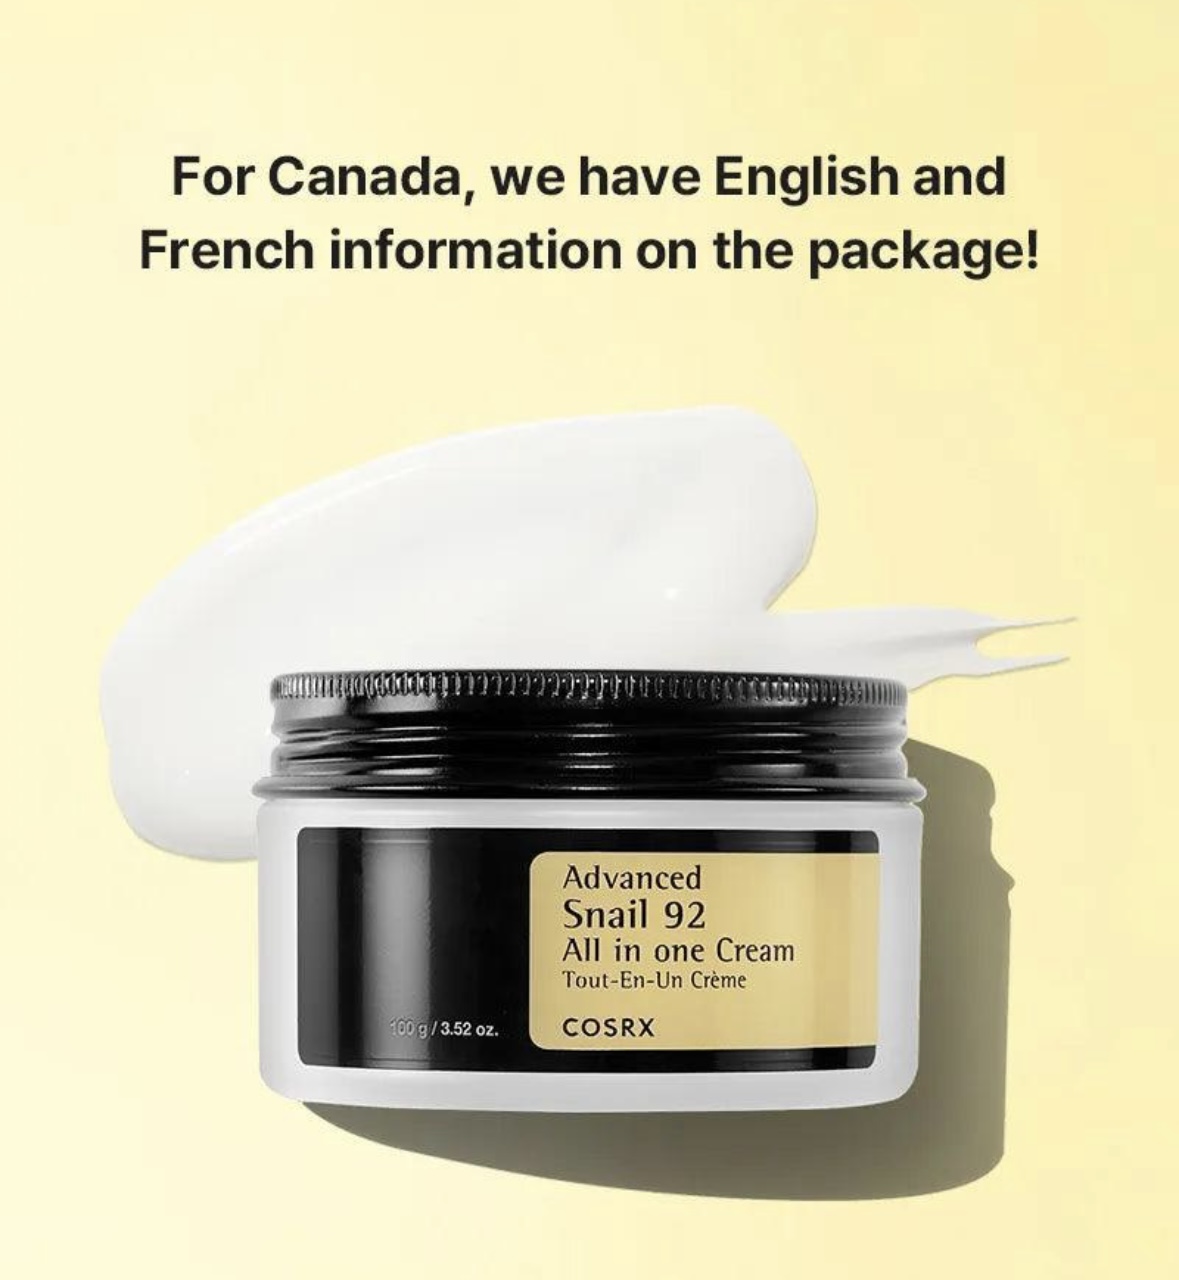 For Canada, we have English and
French information on the package!
Advanced
Snail 92
All in one Cream
Tout-En-Un Crème
COSRX
100 g / 3.52 oz.